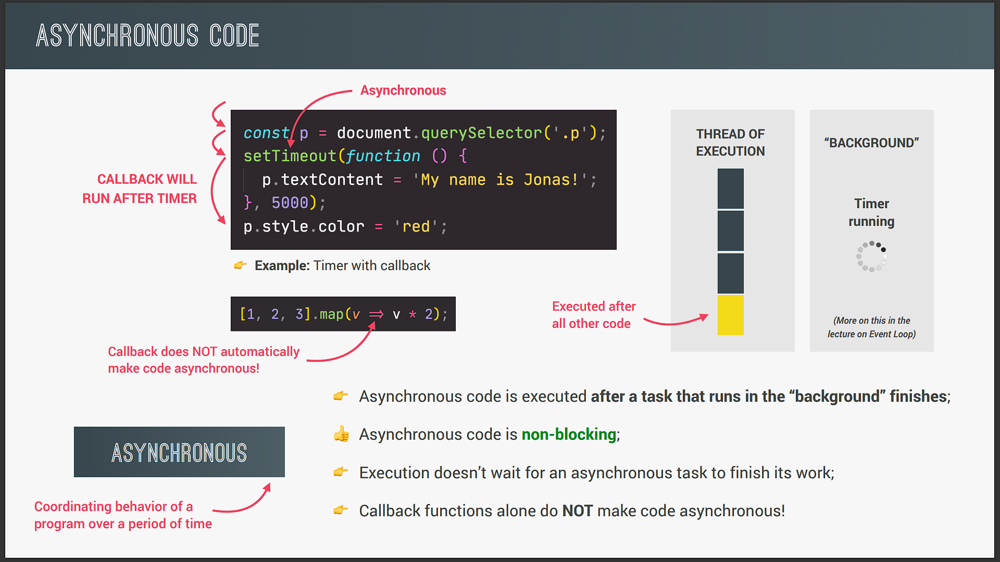 ASYNCHRONOUS CODE
Asynchronous
const p = document.querySelector('.p');
setTimeout(function () {
p.textContent = 'My name is Jonas!';
}, 5000);
p.style.color = 'red';
CALLBACK WILL
RUN AFTER TIMER
👉 Example: Timer with callback
[1, 2, 3].map(v => v * 2);
Callback does NOT automatically
make code asynchronous!
THREAD OF
EXECUTION
Executed after
all other code
“BACKGROUND”
Timer
running
(More on this in the
lecture on Event Loop)
ASYNCHRONOUS
Coordinating behavior of a
program over a period of time
👉 Asynchronous code is executed after a task that runs in the “background” finishes;
👍 Asynchronous code is non-blocking;
👉 Execution doesn’t wait for an asynchronous task to finish its work;
👉 Callback functions alone do NOT make code asynchronous!